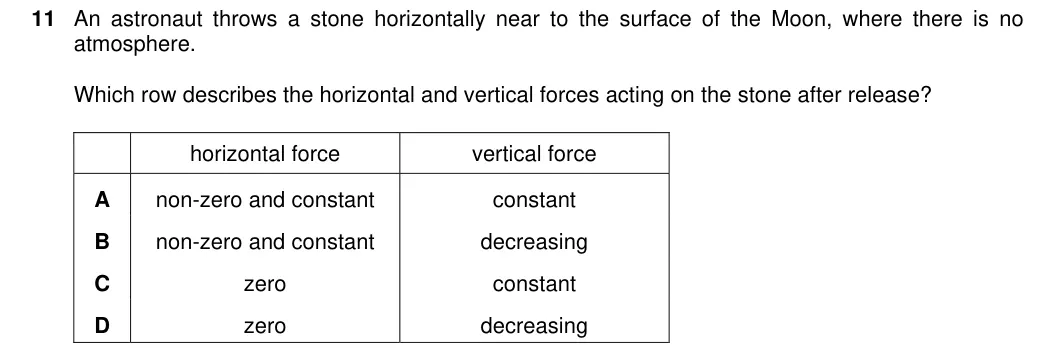 11 An astronaut throws a stone horizontally near to the surface of the Moon, where there is no
atmosphere.
Which row describes the horizontal and vertical forces acting on the stone after release?
horizontal force vertical force
A non-zero and constant constant
B non-zero and constant decreasing
C zero constant
D zero decreasing